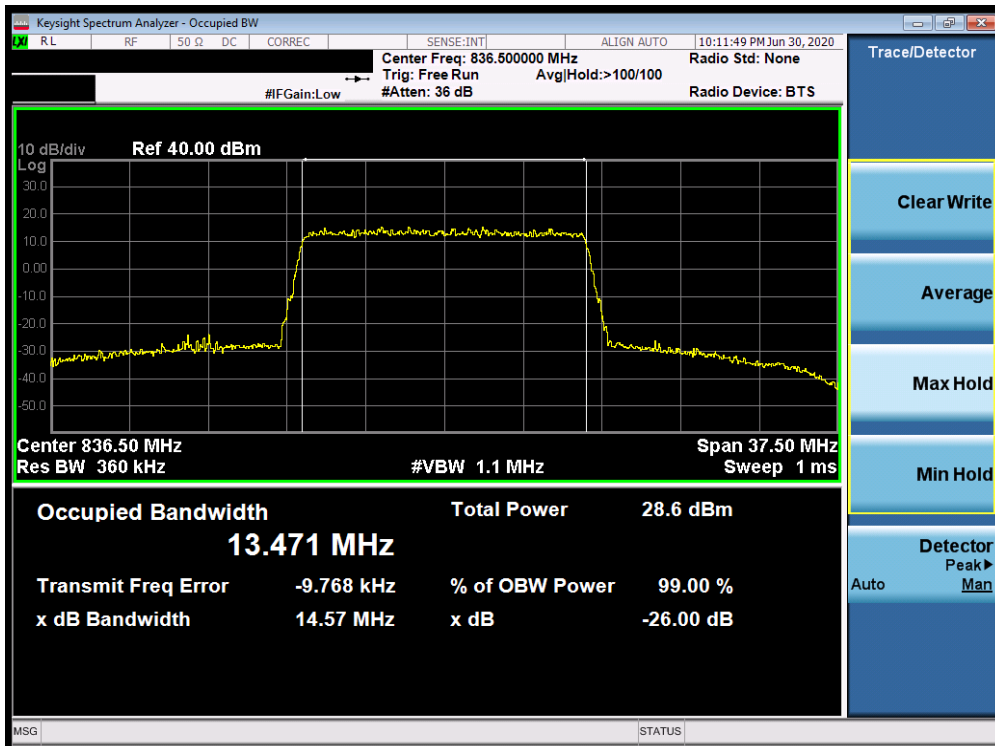 Keysight Spectrum Analyzer - Occupied BW
LXI RL RF 50 Ω DC CORREC SENSE:INT ALIGN AUTO 10:11:49 PM Jun 30, 2020
Center Freq: 836.500000 MHz Radio Std: None
Trig: Free Run Avg|Hold:>100/100
#IFGain:Low #Atten: 36 dB Radio Device: BTS
10 dB/div Ref 40.00 dBm
Log
30.0
20.0
10.0
0.00
-10.0
-20.0
-30.0
-40.0
-50.0
Center 836.50 MHz Span 37.50 MHz
Res BW 360 kHz #VBW 1.1 MHz Sweep 1 ms
Occupied Bandwidth Total Power 28.6 dBm
13.471 MHz
Transmit Freq Error -9.768 kHz % of OBW Power 99.00 %
x dB Bandwidth 14.57 MHz x dB -26.00 dB
MSG STATUS
Trace/Detector
Clear Write
Average
Max Hold
Min Hold
Detector
Peak▶
Auto Man